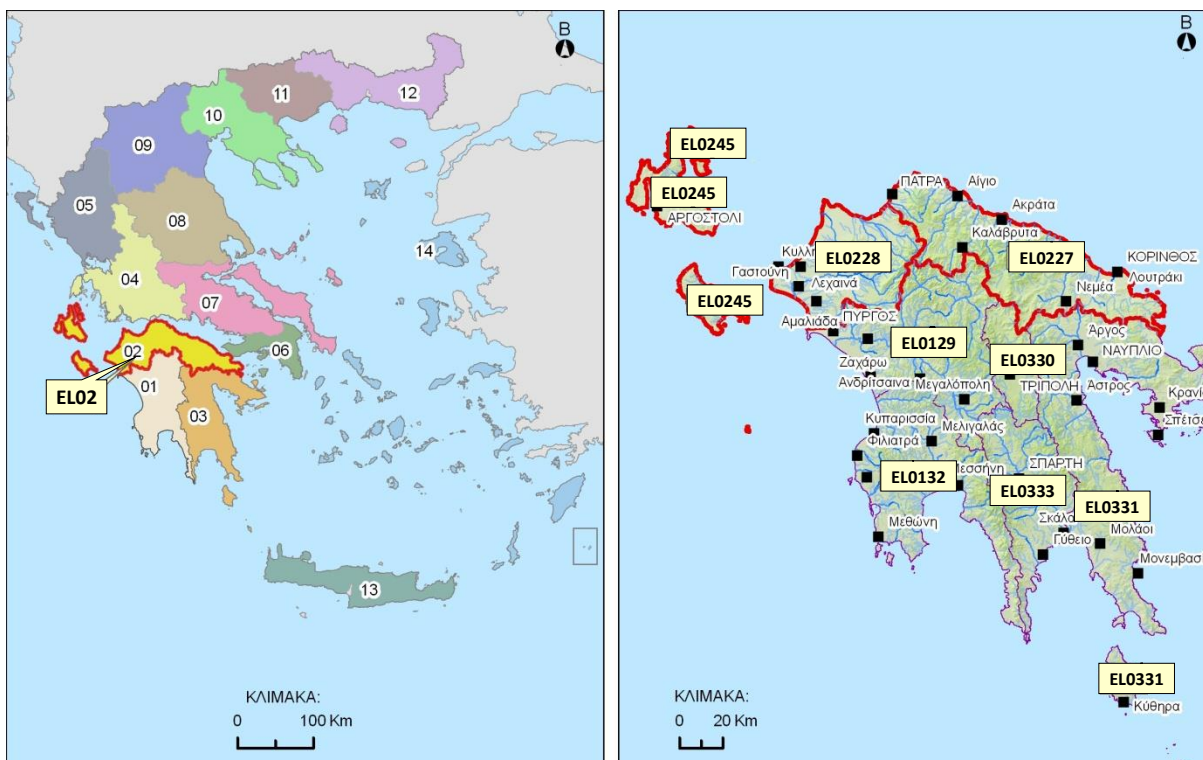 B
11
12
10
09
05
08
14
04
07
06
02
EL02
01
03
13
ΚΛΙΜΑΚΑ:
0 100 Km
B
EL0245
EL0245
ΑΡΓΟΣΤΟΛΙ
ΠΑΤΡΑ
Αίγιο
Ακράτα
Καλάβρυτα
EL0228
EL0227
ΚΟΡΙΝΘΟΣ
Λουτράκι
Γαστούνη
Λεχαινά
Νεμέα
EL0245
Αμαλιάδα
ΠΥΡΓΟΣ
EL0129
Άργος
ΝΑΥΠΛΙΟ
Ζαχάρω
EL0330
Ανδρίτσαινα
Μεγαλόπολη
ΤΡΙΠΟΛΗ
Άστρος
Κυπαρισσία
Μελιγαλάς
Φιλιατρά
EL0132
ΣΠΑΡΤΗ
EL0333
EL0331
Σκάλα
Μολάοι
Μεθώνη
Γύθειο
Μονεμβασ
EL0331
Κύθηρα
ΚΛΙΜΑΚΑ:
0 20 Km